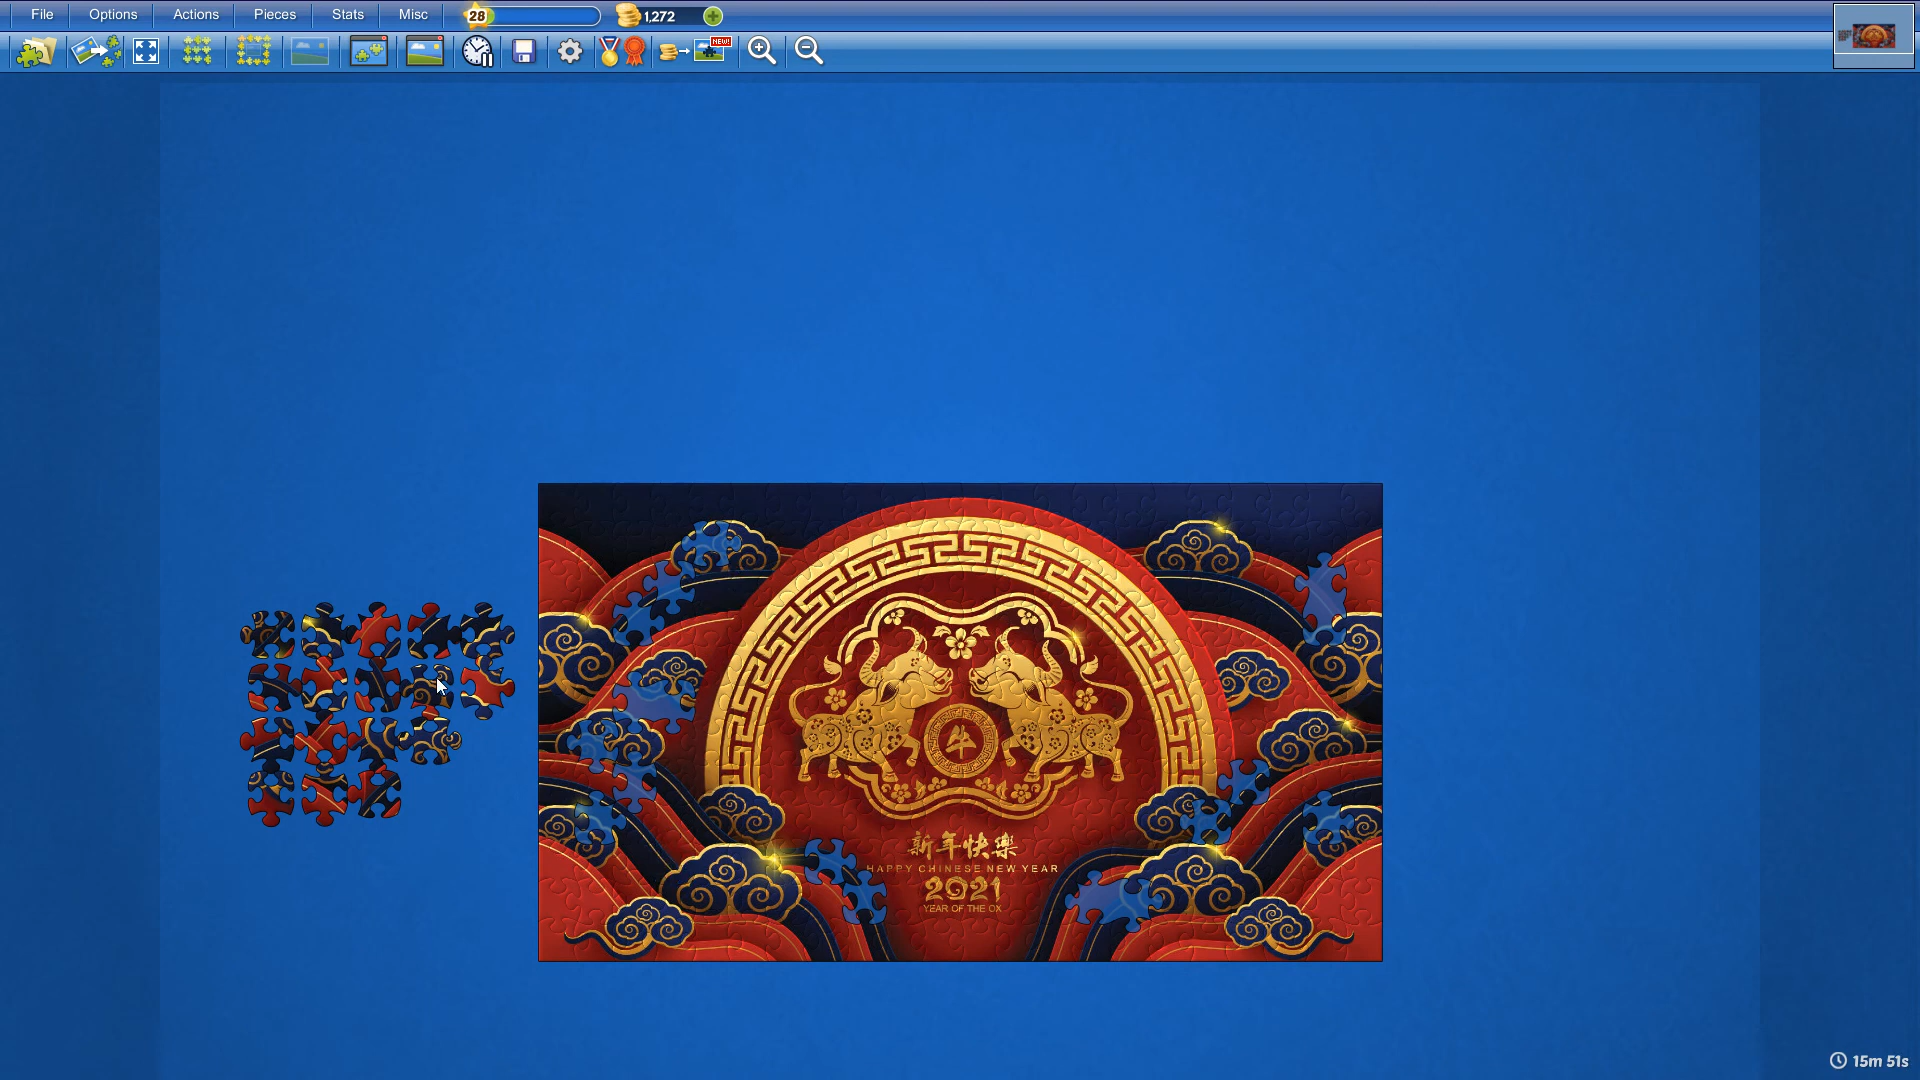 File Options Actions Pieces Stats Misc 28 1,272
NEW!
牛
新年快樂
HAPPY CHINESE NEW YEAR
2021
YEAR OF THE OX
15m 51s